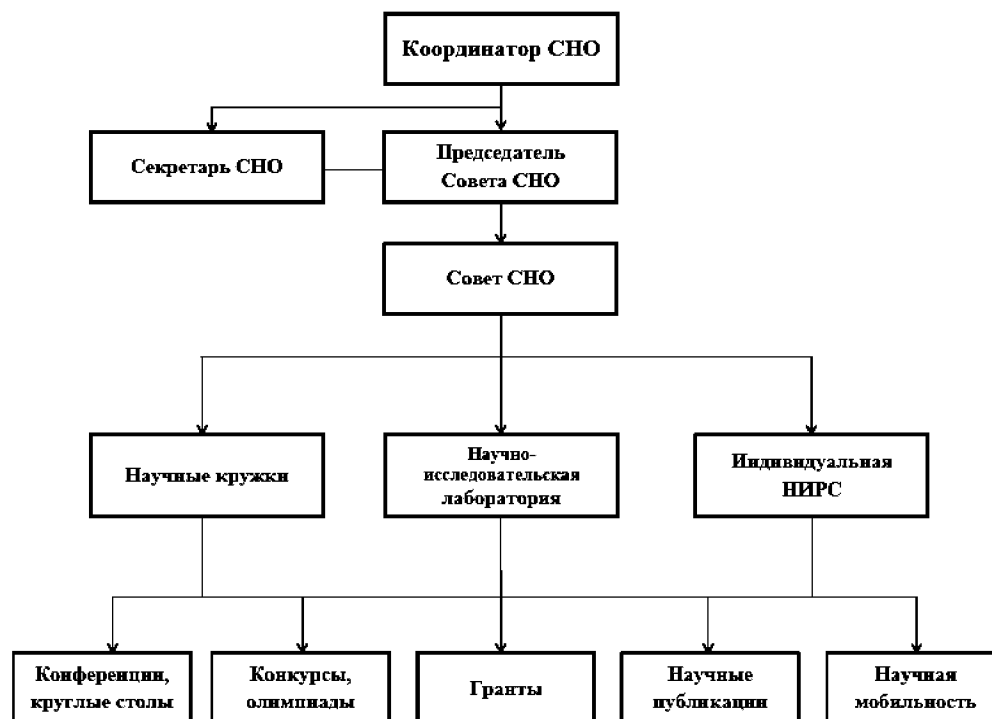 Координатор СНО
Секретарь СНО
Председатель
Совета СНО
Совет СНО
Научные кружки
Научно-
исследовательская
лаборатория
Индивидуальная
НИРС
Конференции,
круглые столы
Конкурсы,
олимпиады
Гранты
Научные
публикации
Научная
мобильность